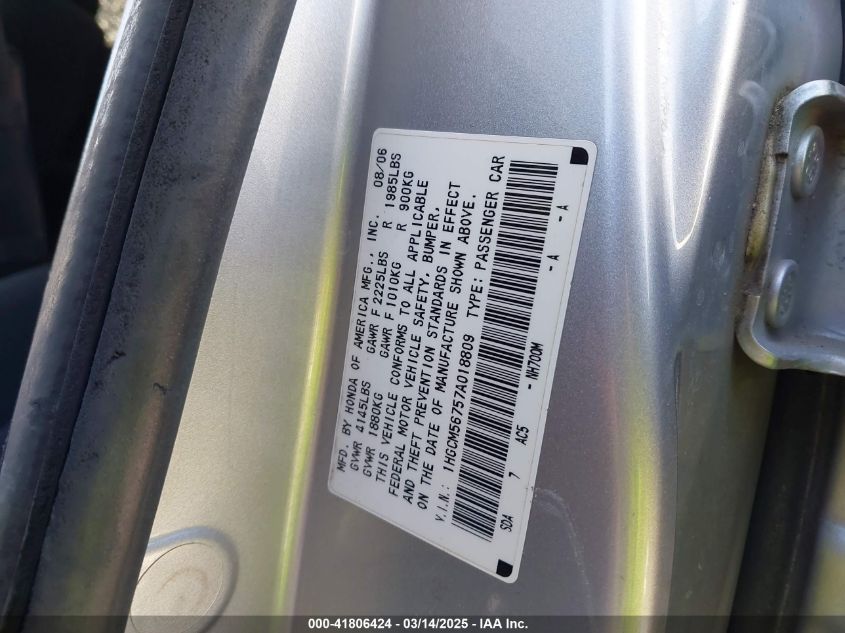 MFD. BY HONDA OF AMERICA MFG., INC. 08/06
GVWR 4145LBS GAWR F 2225LBS R 1985LBS
GVWR 1880KG GAWR F 1010KG R 900KG
THIS VEHICLE CONFORMS TO ALL APPLICABLE
FEDERAL MOTOR VEHICLE SAFETY, BUMPER,
AND THEFT PREVENTION STANDARDS IN EFFECT
ON THE DATE OF MANUFACTURE SHOWN ABOVE.
V.I.N.: 1HGCM56757A018809 TYPE: PASSENGER CAR
SDA 7 AC5 - NH700M - A - A
000-41806424 - 03/14/2025 - IAAI Inc.